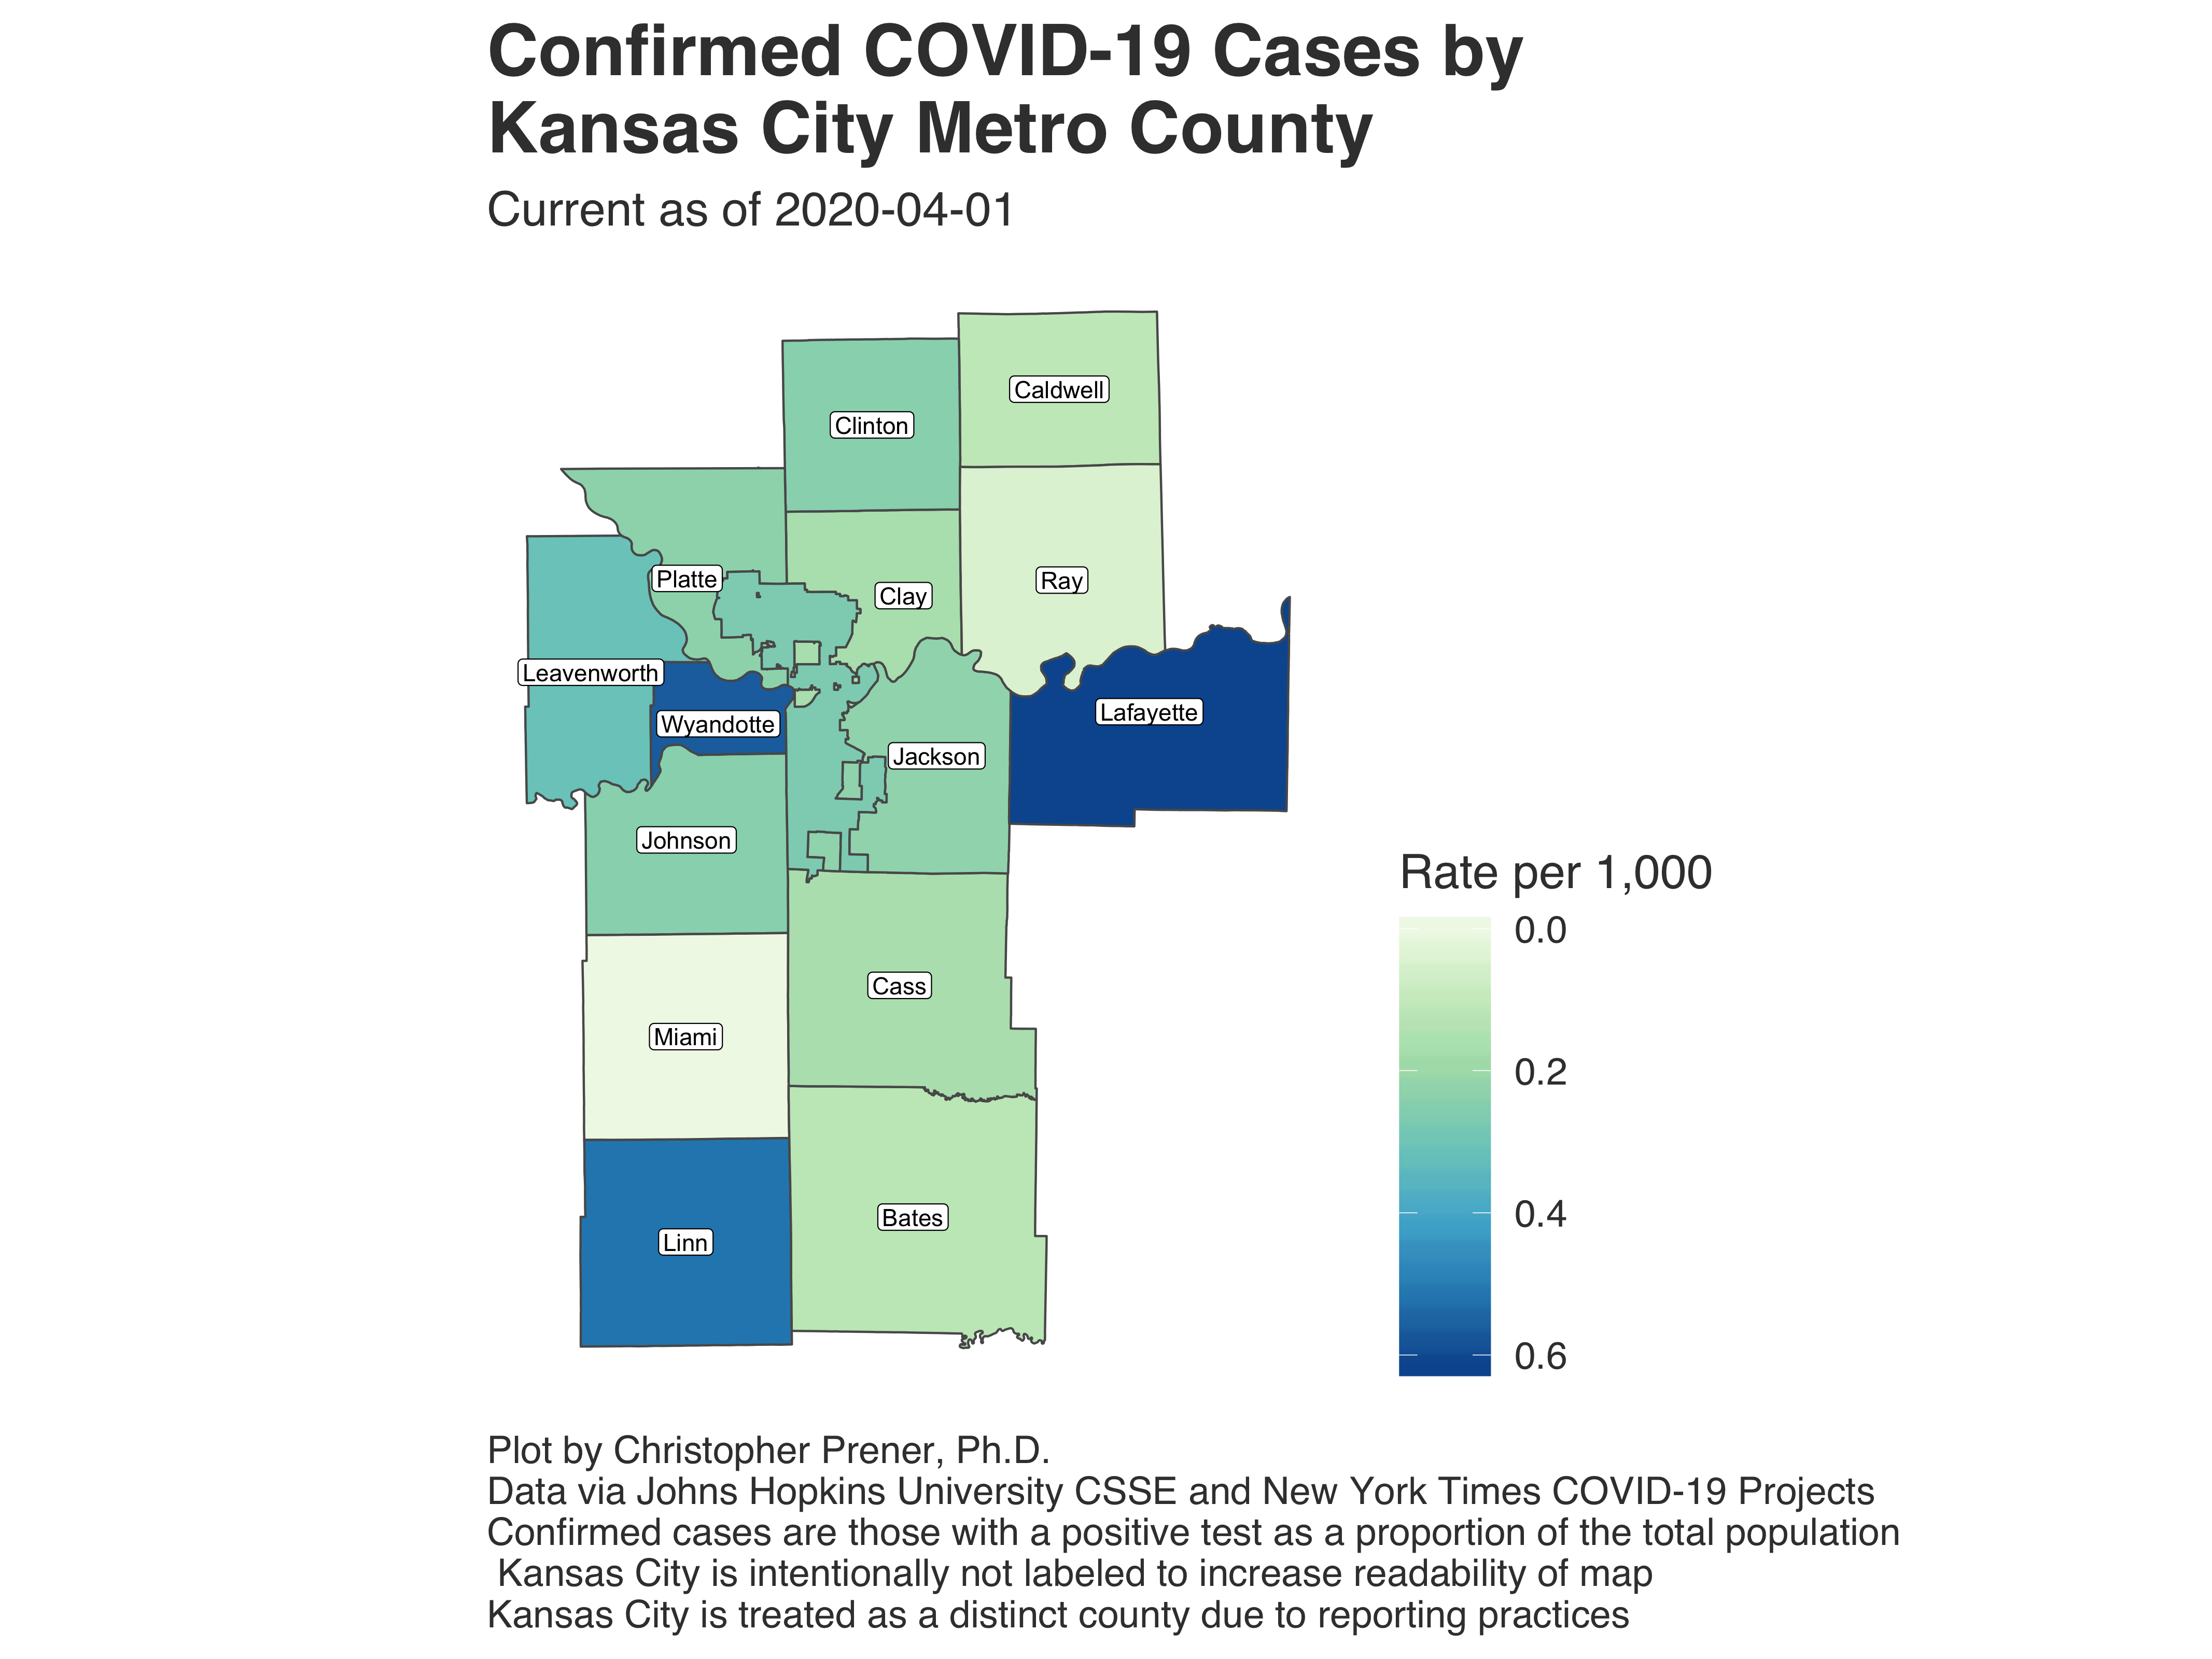 Confirmed COVID-19 Cases by
Kansas City Metro County
Current as of 2020-04-01
Caldwell
Clinton
Platte
Clay
Ray
Leavenworth
Wyandotte
Lafayette
Jackson
Johnson
Cass
Miami
Bates
Linn
Rate per 1,000
0.0
0.2
0.4
0.6
Plot by Christopher Prener, Ph.D.
Data via Johns Hopkins University CSSE and New York Times COVID-19 Projects
Confirmed cases are those with a positive test as a proportion of the total population
Kansas City is intentionally not labeled to increase readability of map
Kansas City is treated as a distinct county due to reporting practices